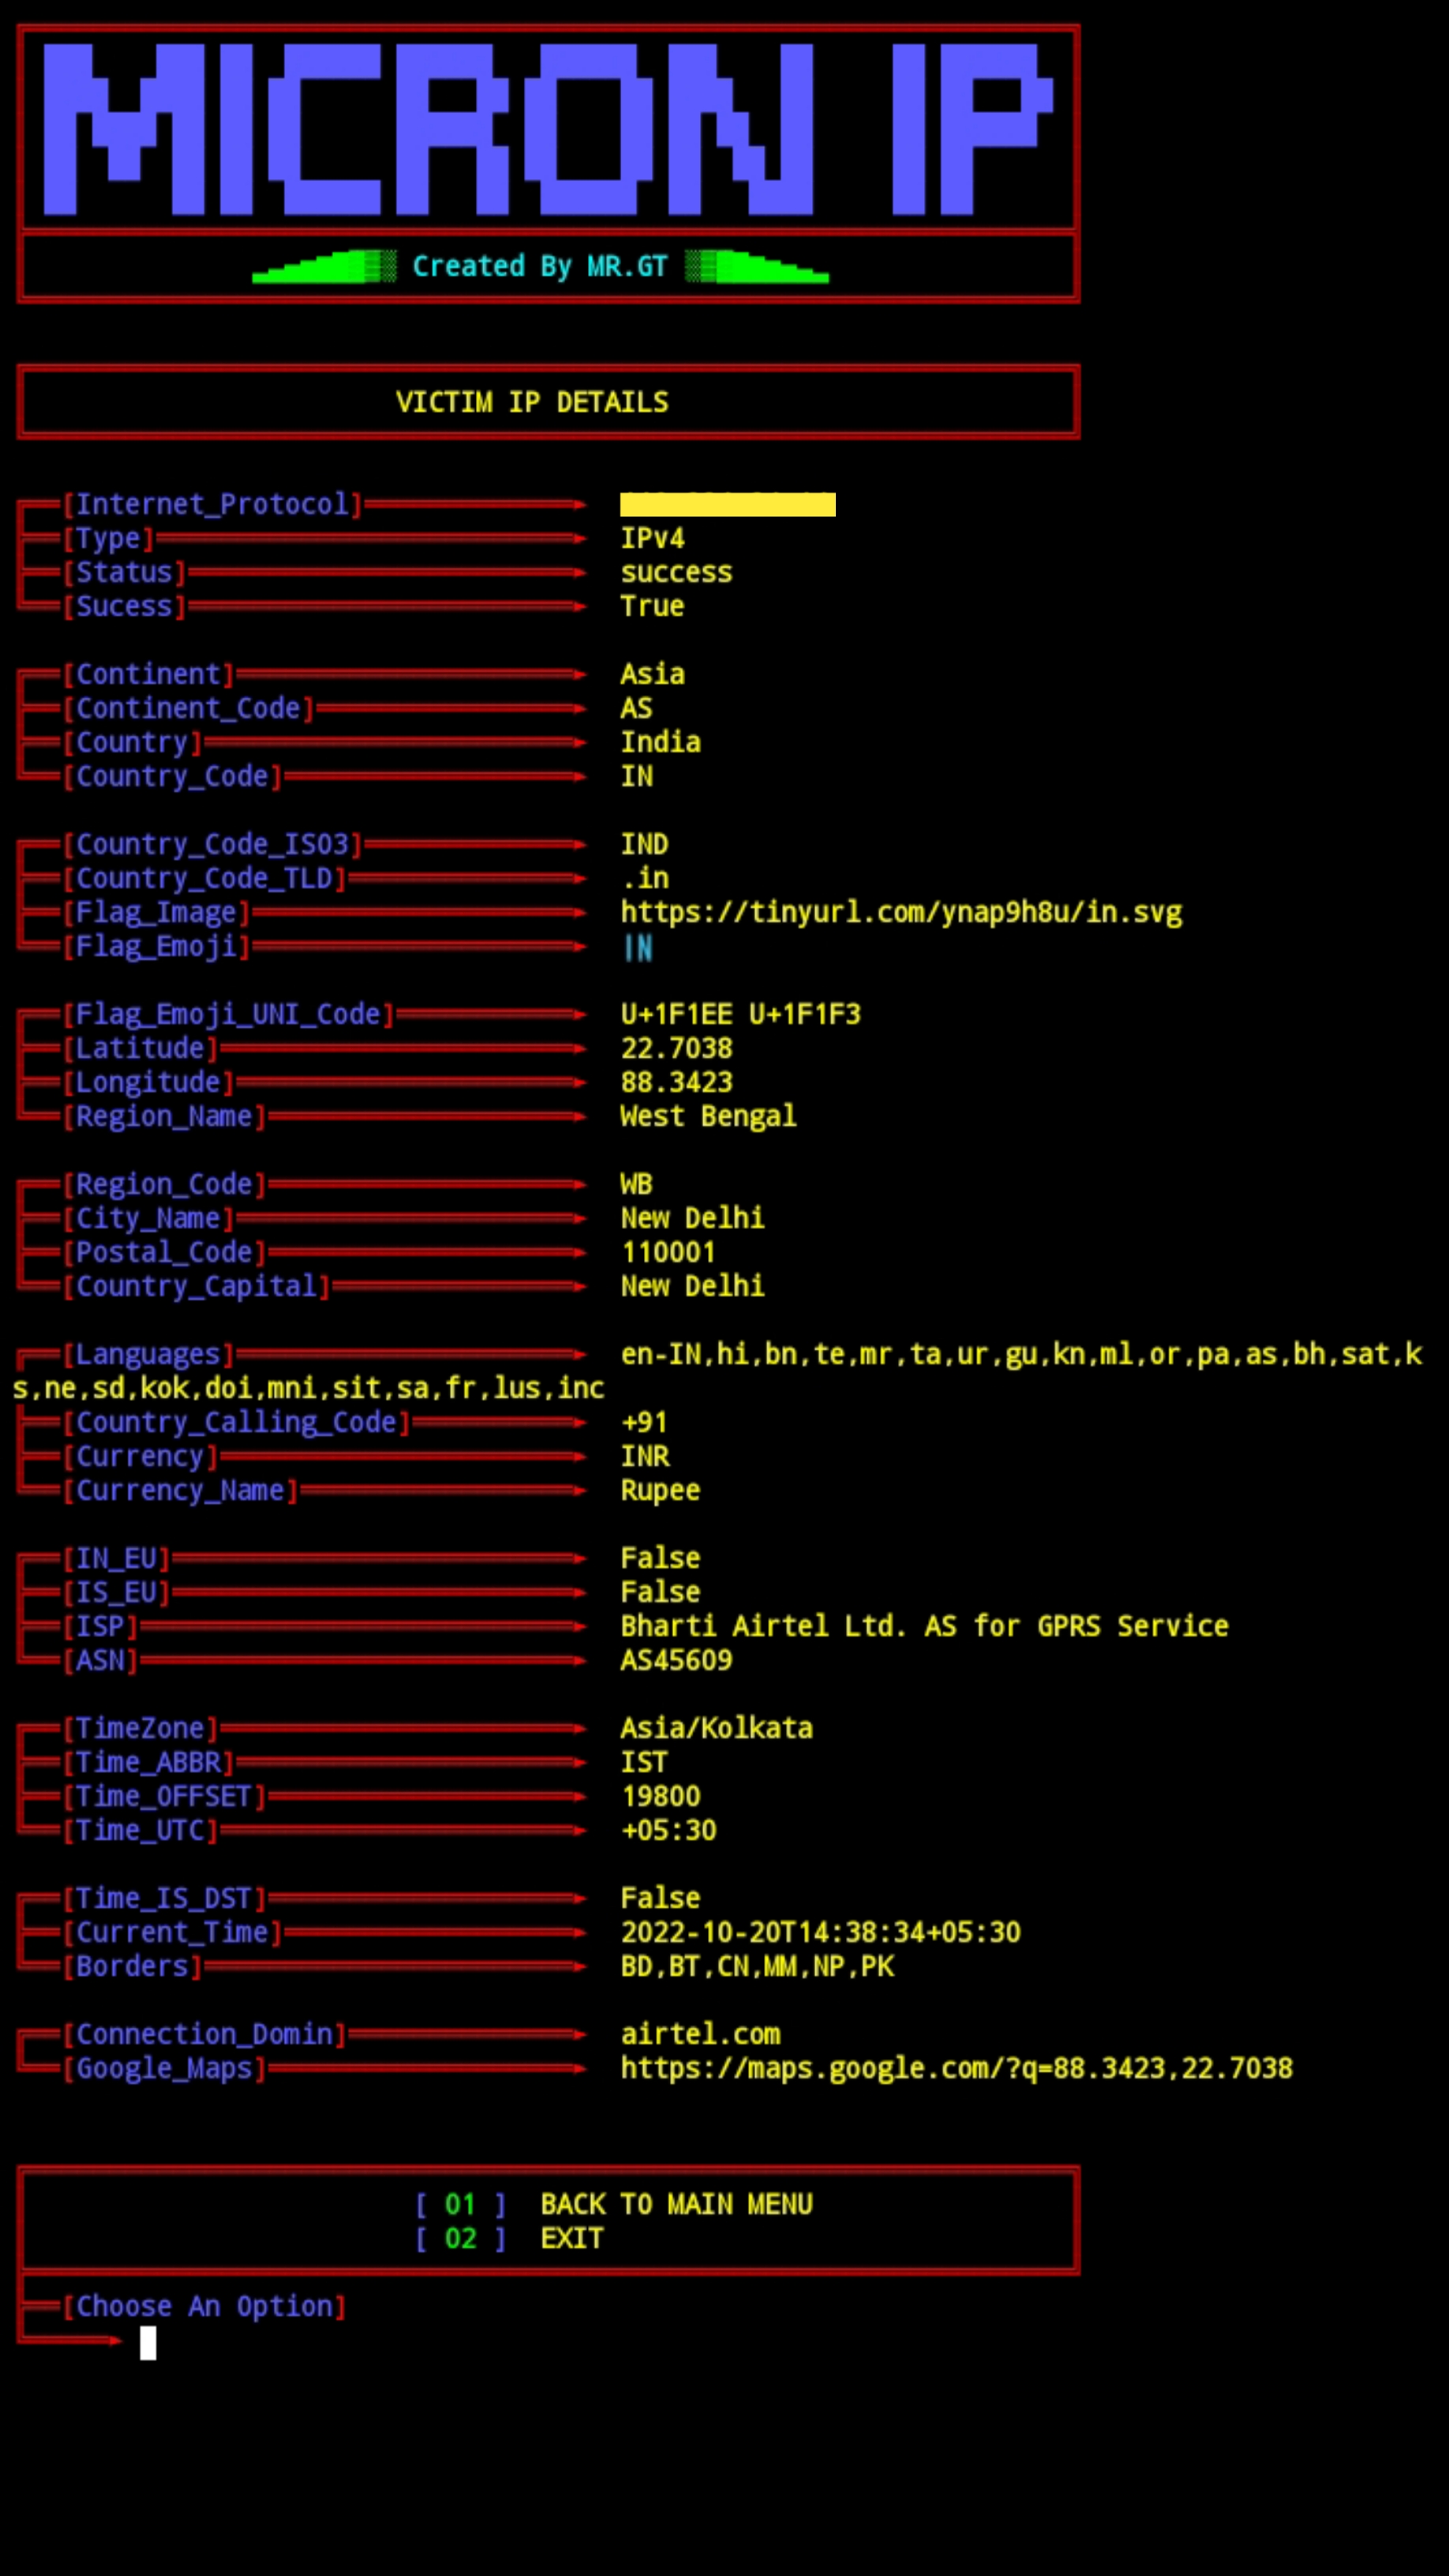 MICRON IP
Created By MR.GT
VICTIM IP DETAILS
[Internet_Protocol]
[Type] IPv4
[Status] success
[Sucess] True
[Continent] Asia
[Continent_Code] AS
[Country] India
[Country_Code] IN
[Country_Code_ISO3] IND
[Country_Code_TLD] .in
[Flag_Image] https://tinyurl.com/ynap9h8u/in.svg
[Flag_Emoji] IN
[Flag_Emoji_UNI_Code] U+1F1EE U+1F1F3
[Latitude] 22.7038
[Longitude] 88.3423
[Region_Name] West Bengal
[Region_Code] WB
[City_Name] New Delhi
[Postal_Code] 110001
[Country_Capital] New Delhi
[Languages] en-IN,hi,bn,te,mr,ta,ur,gu,kn,ml,or,pa,as,bh,sat,k
s,ne,sd,kok,doi,mni,sit,sa,fr,lus,inc
[Country_Calling_Code] +91
[Currency] INR
[Currency_Name] Rupee
[IN_EU] False
[IS_EU] False
[ISP] Bharti Airtel Ltd. AS for GPRS Service
[ASN] AS45609
[TimeZone] Asia/Kolkata
[Time_ABBR] IST
[Time_OFFSET] 19800
[Time_UTC] +05:30
[Time_IS_DST] False
[Current_Time] 2022-10-20T14:38:34+05:30
[Borders] BD,BT,CN,MM,NP,PK
[Connection_Domin] airtel.com
[Google_Maps] https://maps.google.com/?q=88.3423,22.7038
[ 01 ] BACK TO MAIN MENU
[ 02 ] EXIT
[Choose An Option]